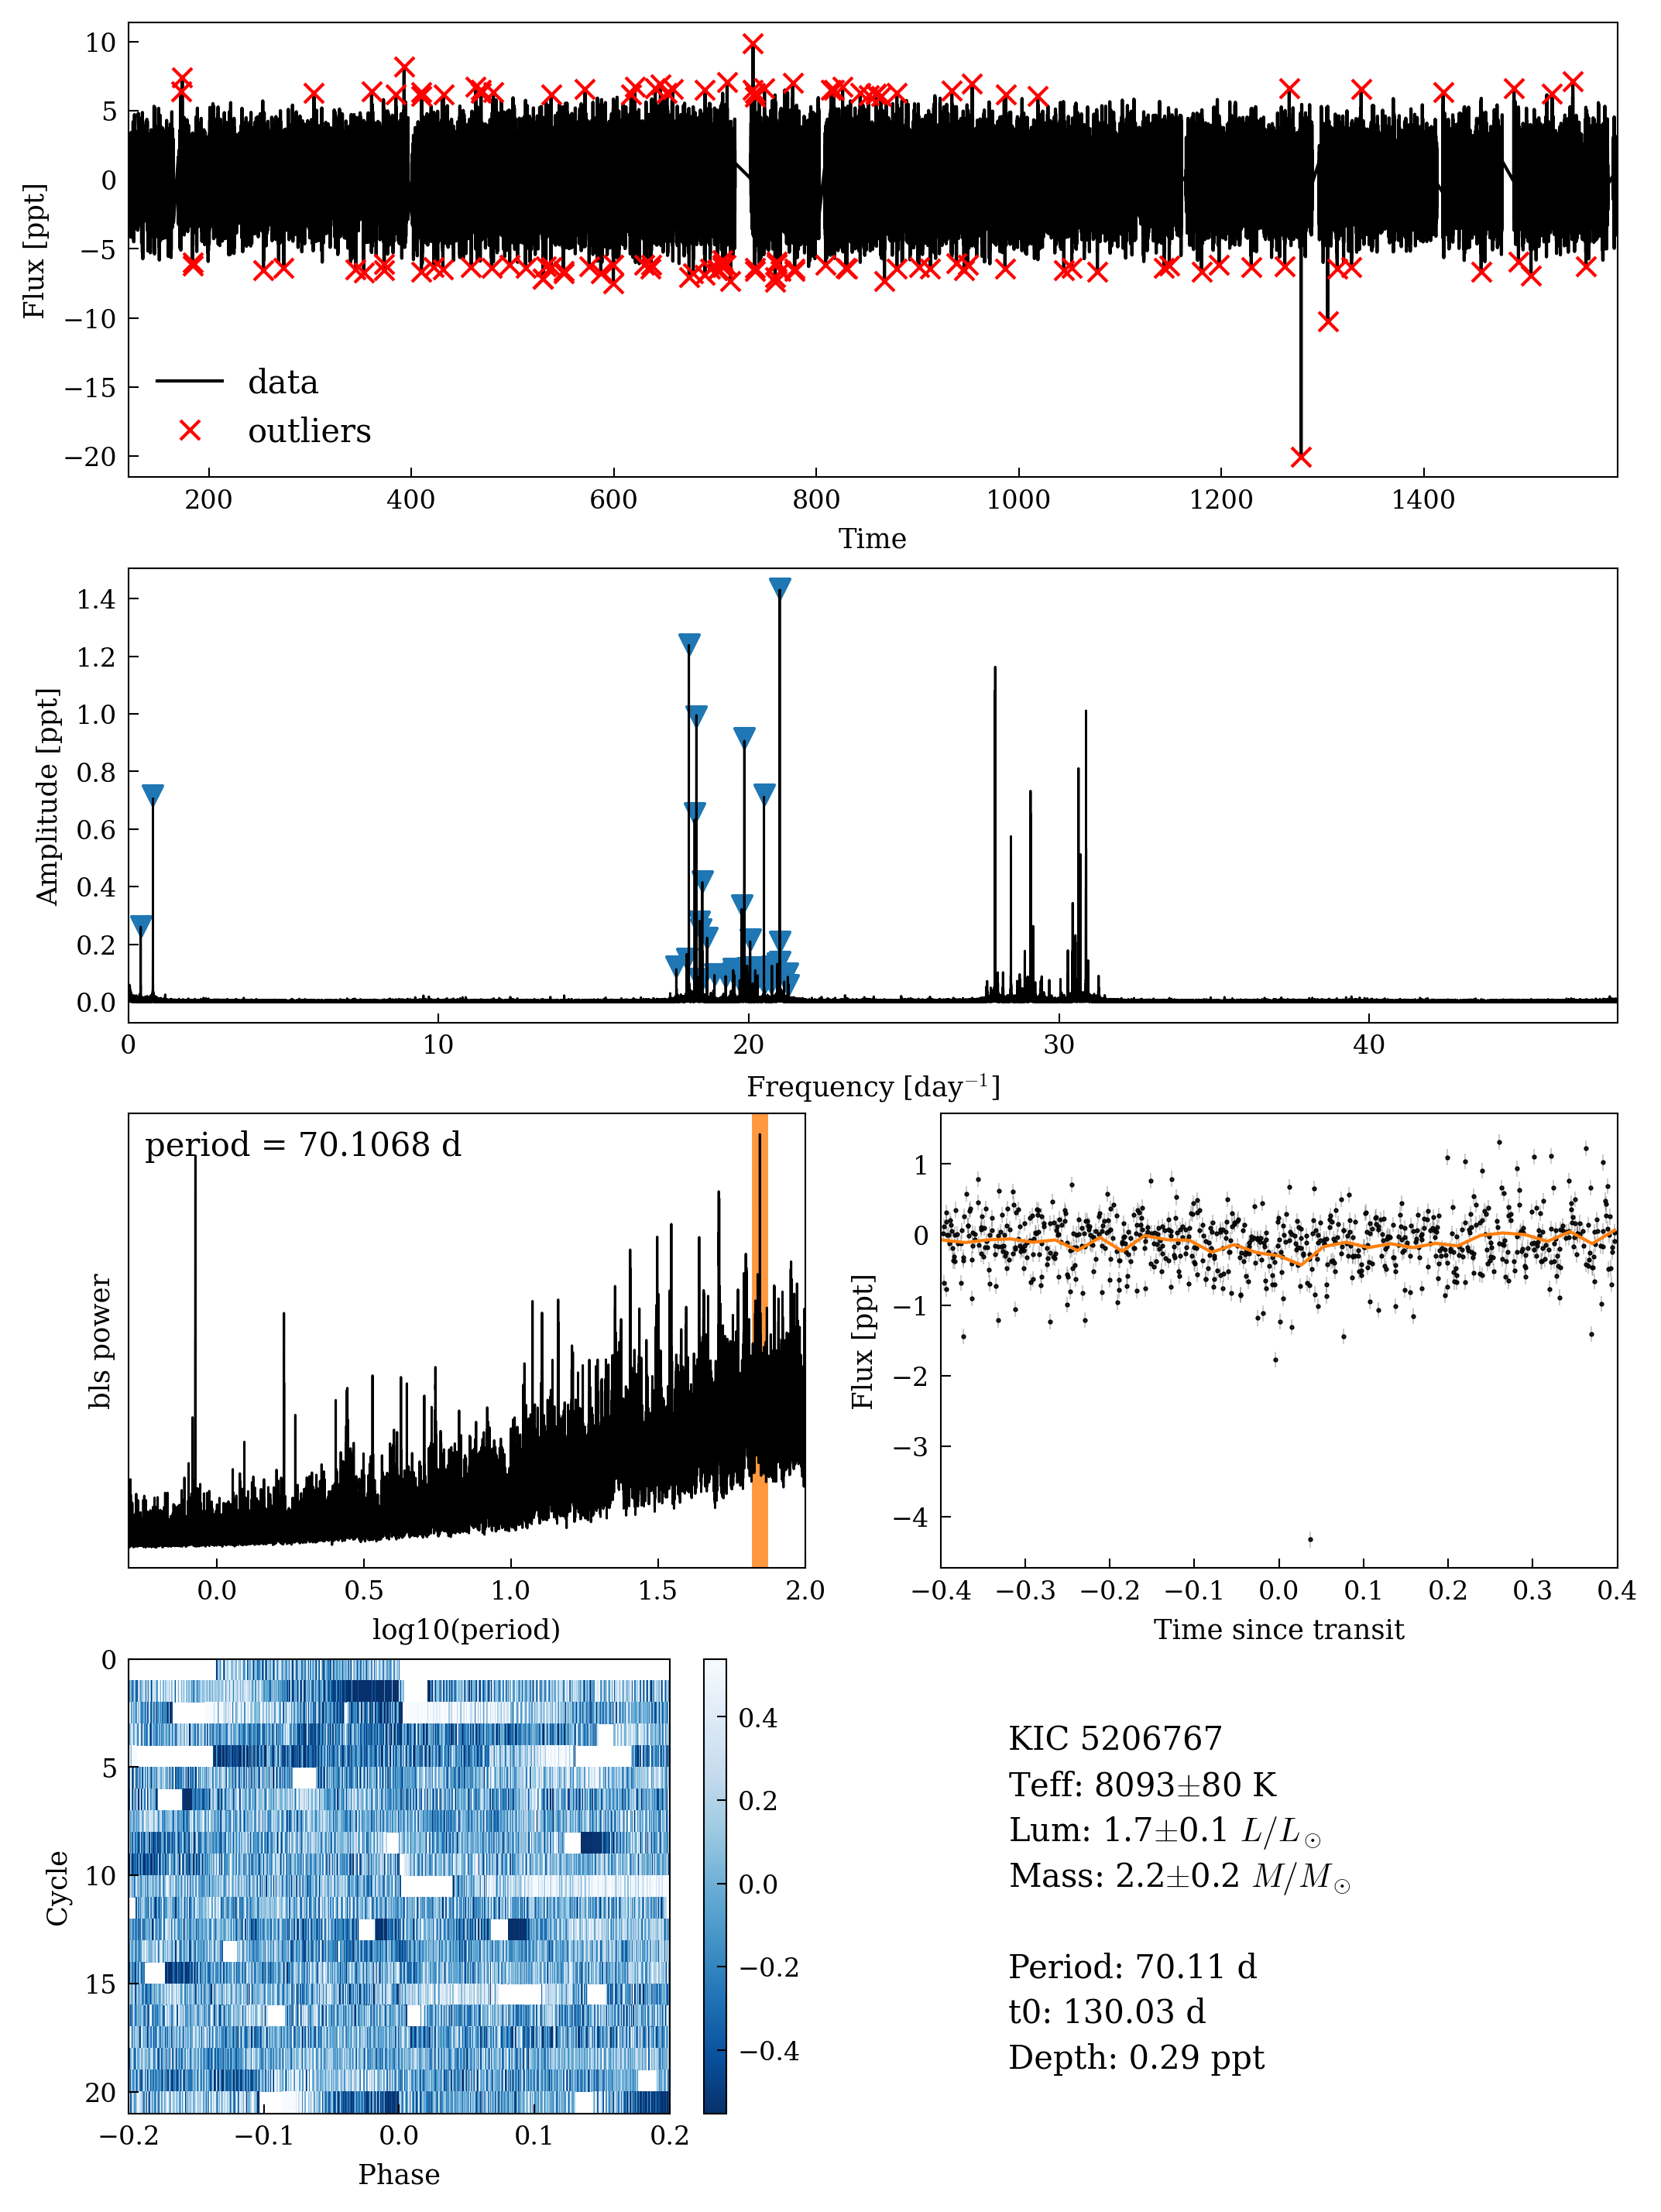 10
5
0
−5
−10
−15
−20
Flux [ppt]
data
outliers
200 400 600 800 1000 1200 1400
Time
1.4
1.2
1.0
0.8
0.6
0.4
0.2
0.0
Amplitude [ppt]
0 10 20 30 40
Frequency [day⁻¹]
period = 70.1068 d
bls power
0.0 0.5 1.0 1.5 2.0
log10(period)
1
0
−1
−2
−3
−4
Flux [ppt]
−0.4 −0.3 −0.2 −0.1 0.0 0.1 0.2 0.3 0.4
Time since transit
0
5
10
15
20
Cycle
−0.2 −0.1 0.0 0.1 0.2
Phase
0.4
0.2
0.0
−0.2
−0.4
KIC 5206767
Teff: 8093±80 K
Lum: 1.7±0.1 L/L⊙
Mass: 2.2±0.2 M/M⊙
Period: 70.11 d
t0: 130.03 d
Depth: 0.29 ppt